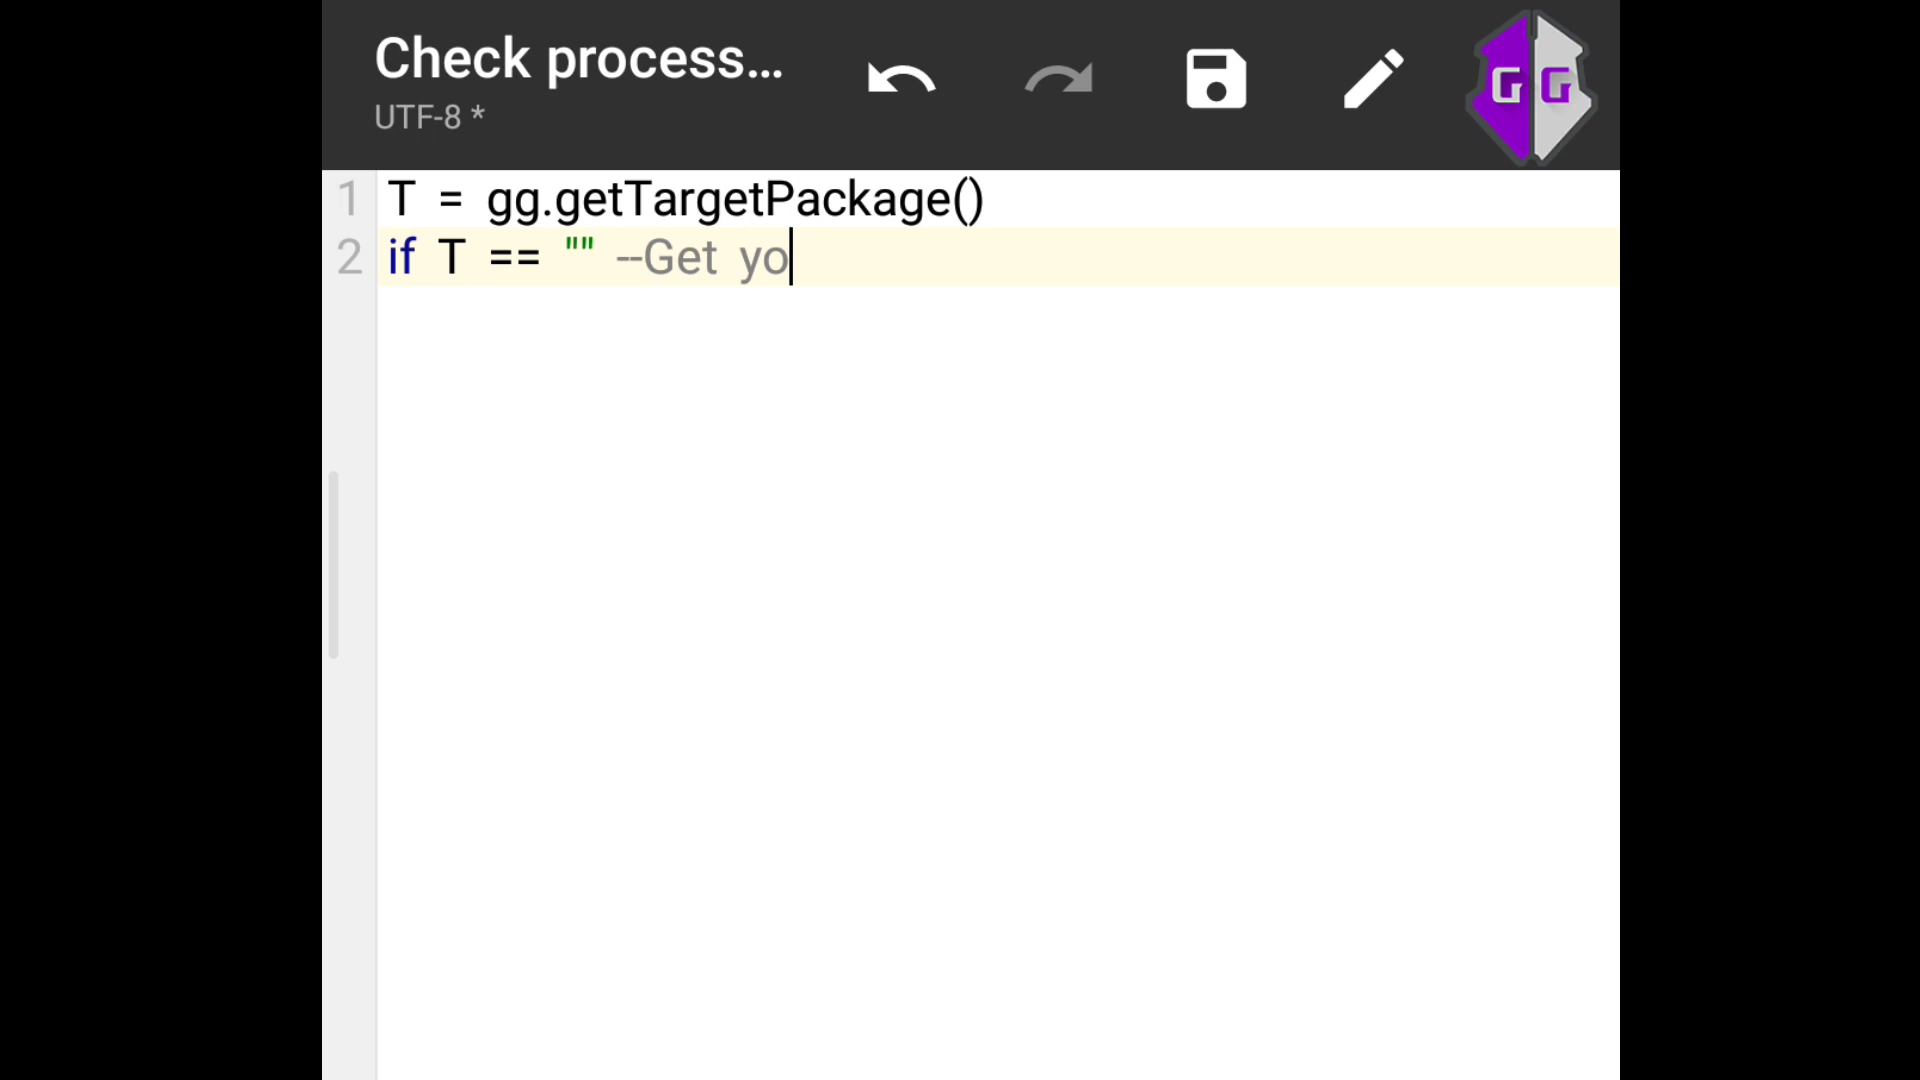 Check process...
UTF-8 *
GG
1 T = gg.getTargetPackage()
2 if T == "" --Get yo